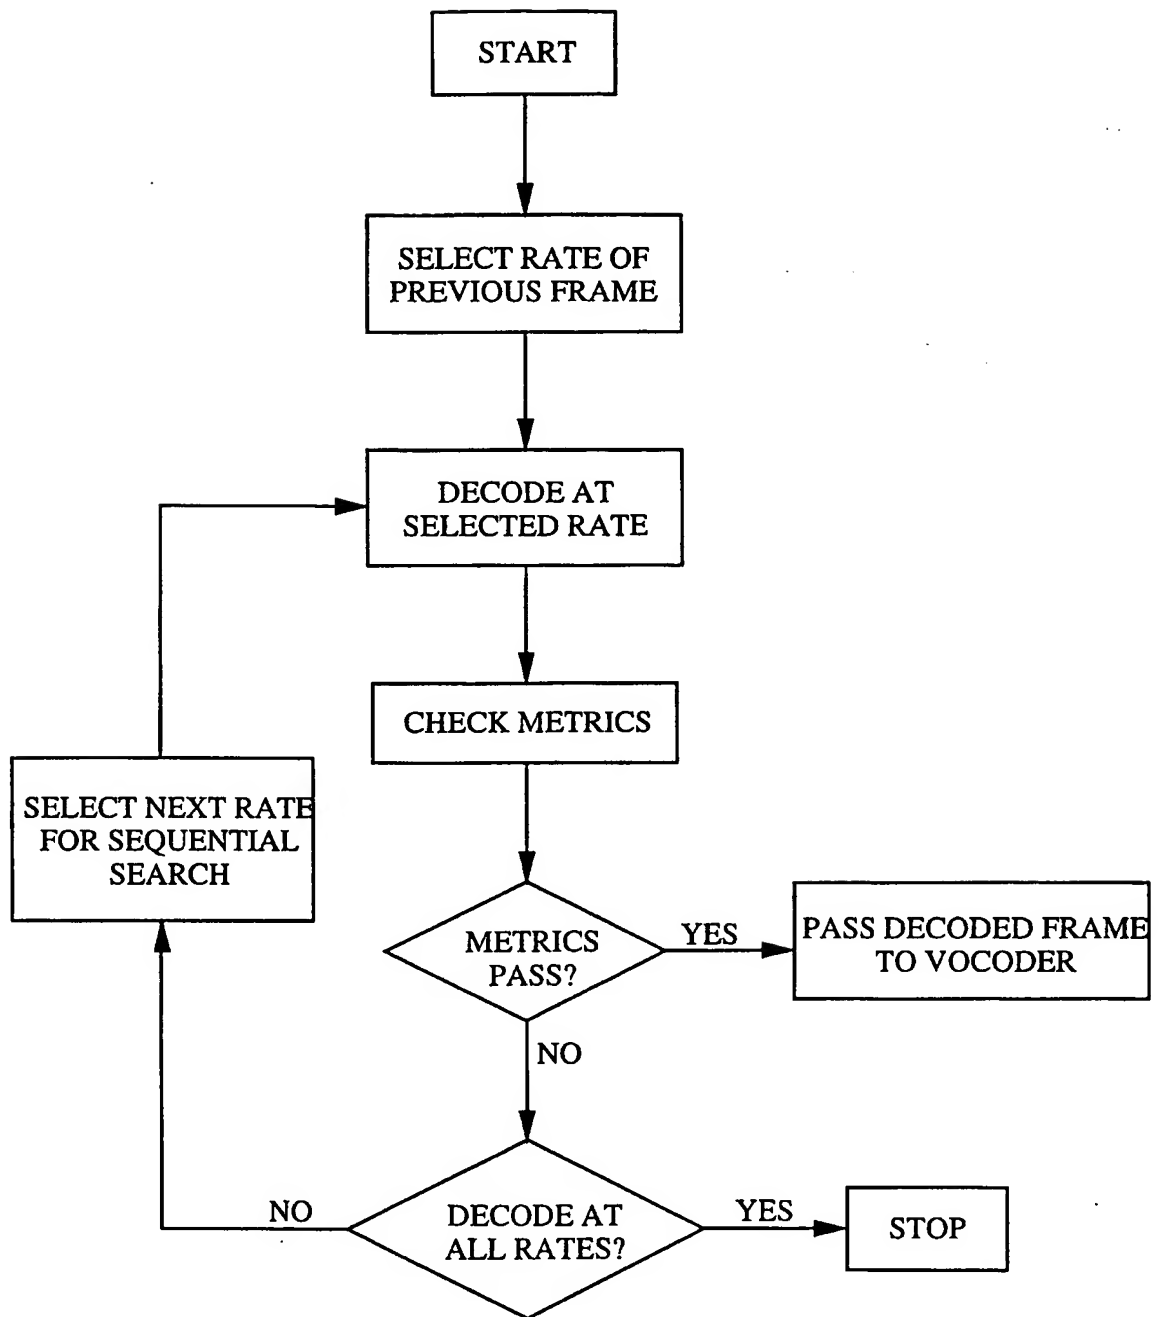 START
SELECT RATE OF
PREVIOUS FRAME
DECODE AT
SELECTED RATE
CHECK METRICS
SELECT NEXT RATE
FOR SEQUENTIAL
SEARCH
METRICS
PASS?
YES
PASS DECODED FRAME
TO VOCODER
NO
DECODE AT
ALL RATES?
NO
YES
STOP